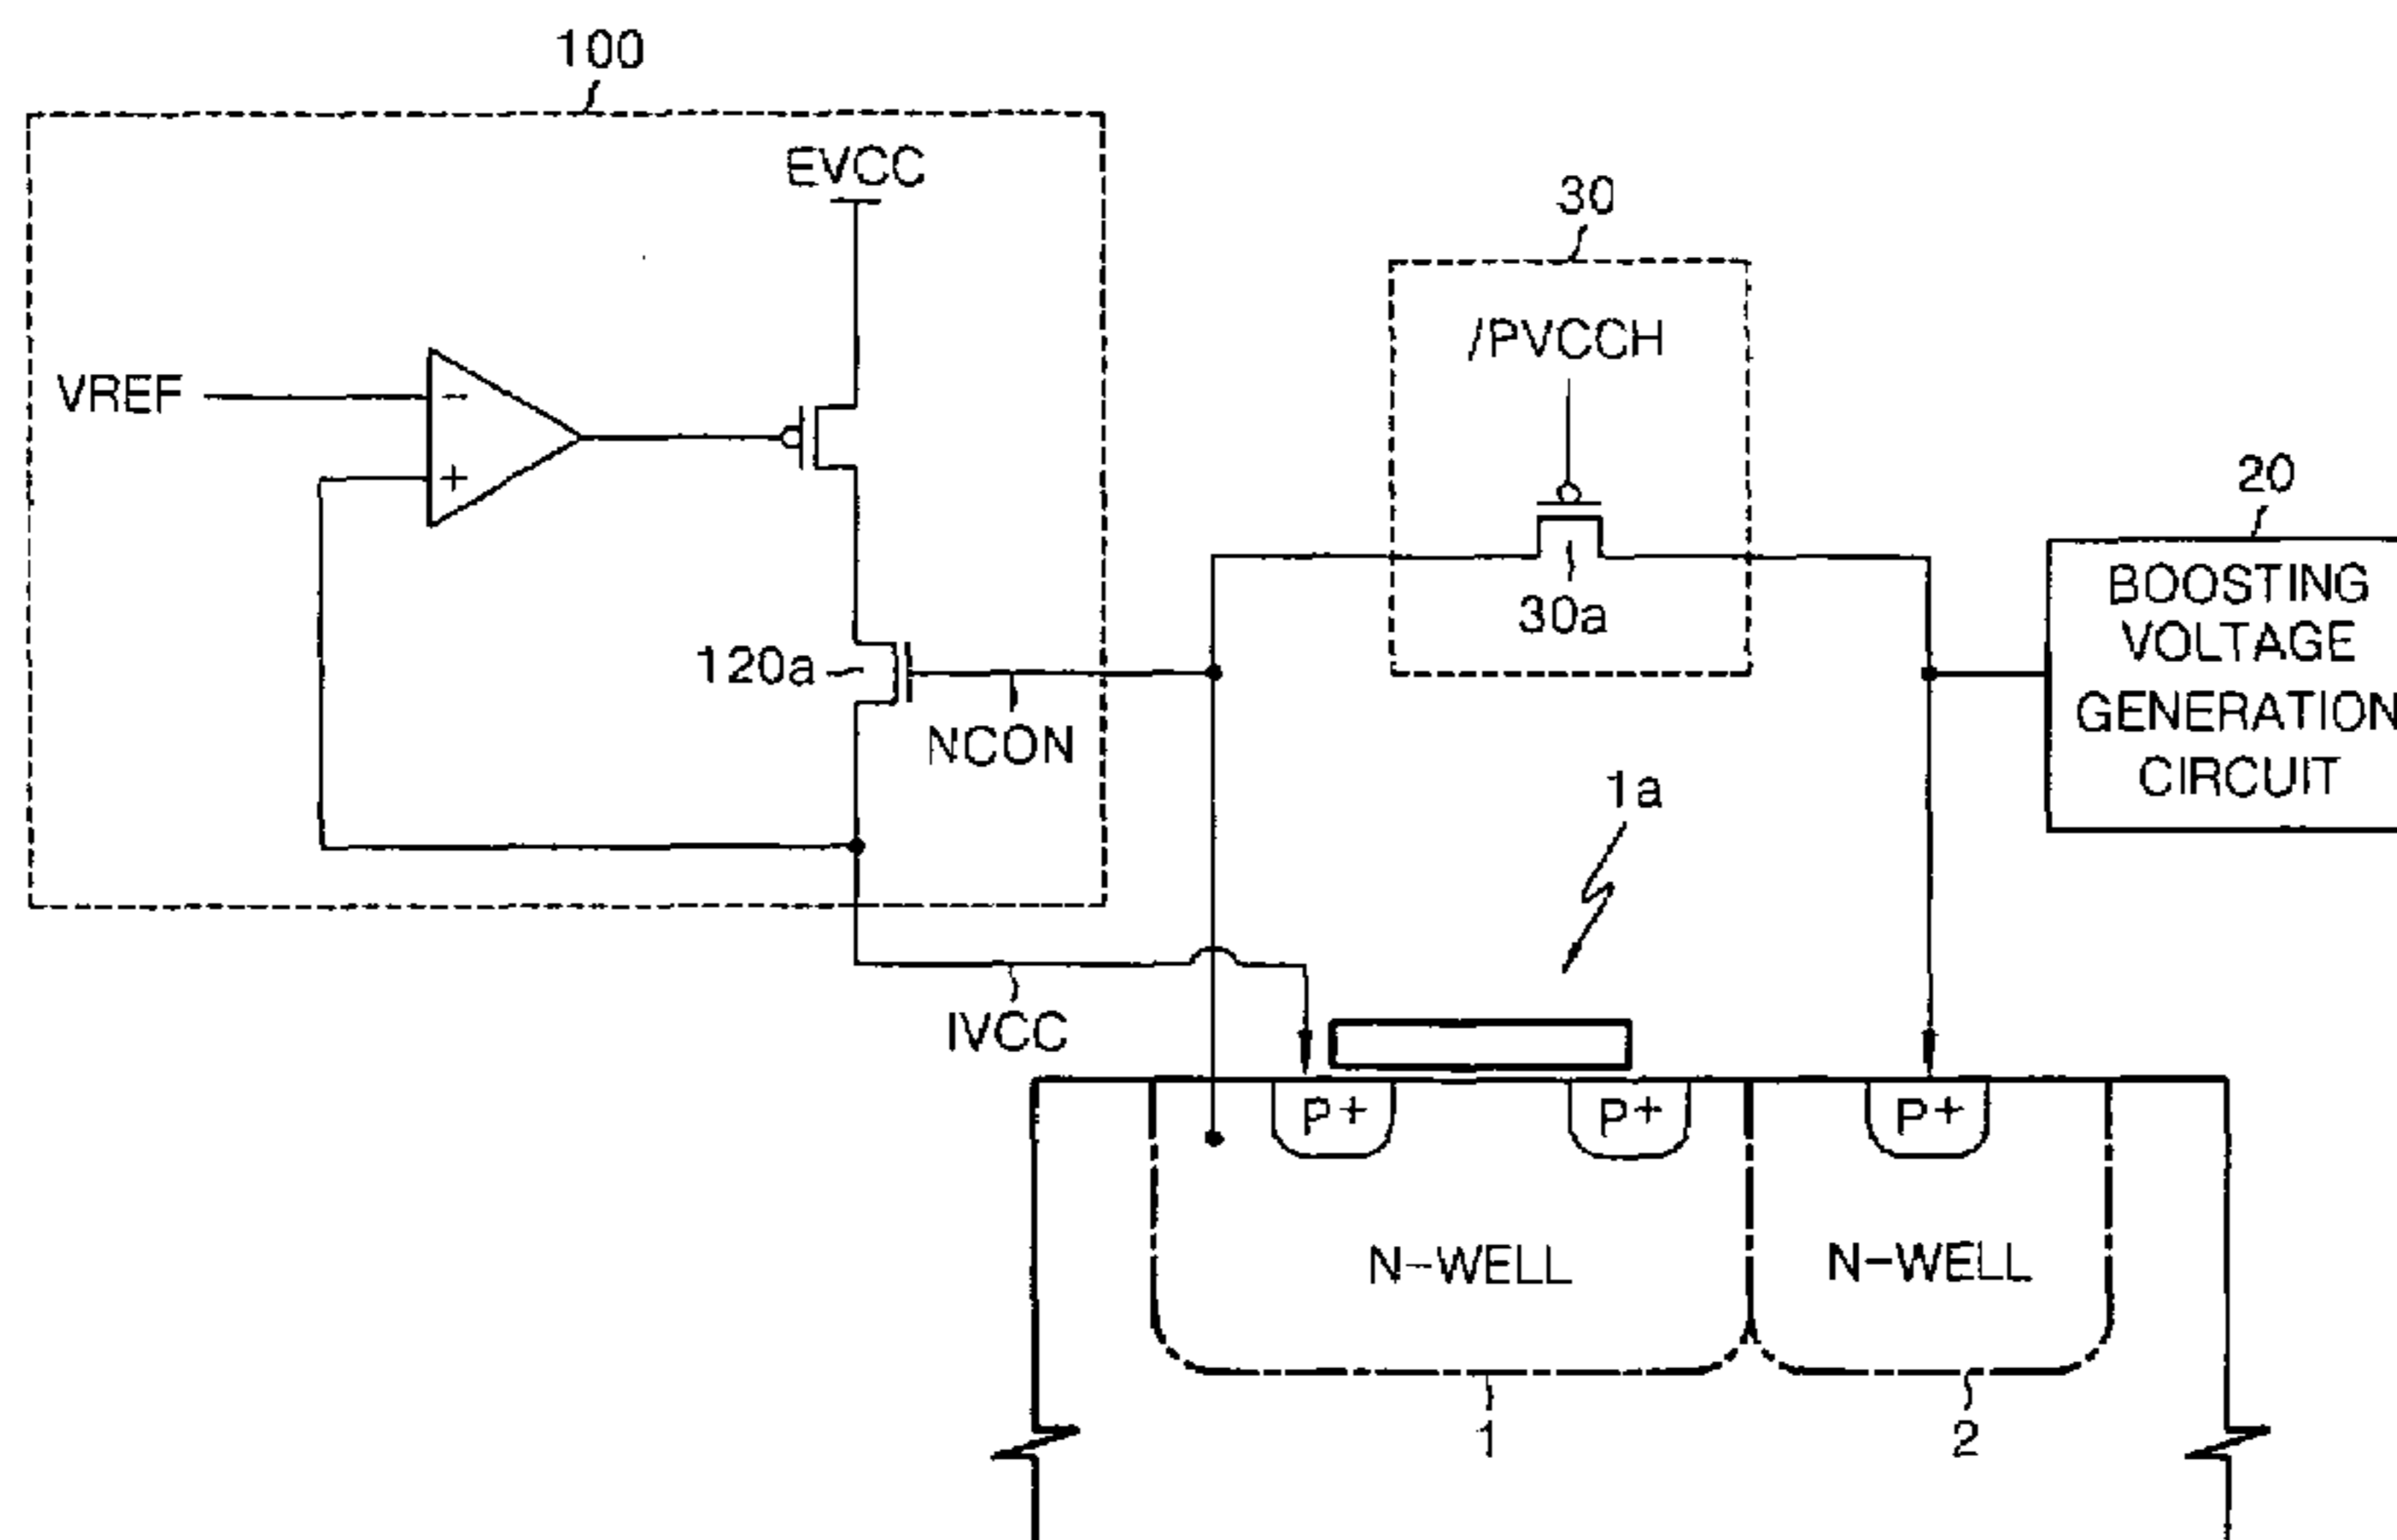 100
EVCC
30
/PVCCH
VREF
−
+
20
BOOSTING
VOLTAGE
GENERATION
CIRCUIT
30a
120a
NCON
1a
IVCC
P+
P+
P+
N-WELL
N-WELL
1
2